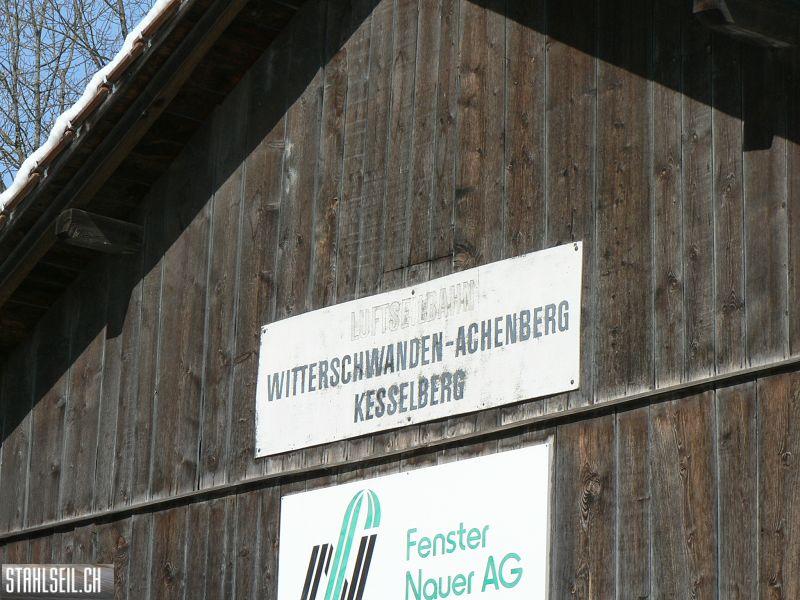 LUFTSEILBAHN
WITTERSCHWANDEN-ACHENBERG
KESSELBERG
Fenster
Nauer AG
STAHLSEIL.CH